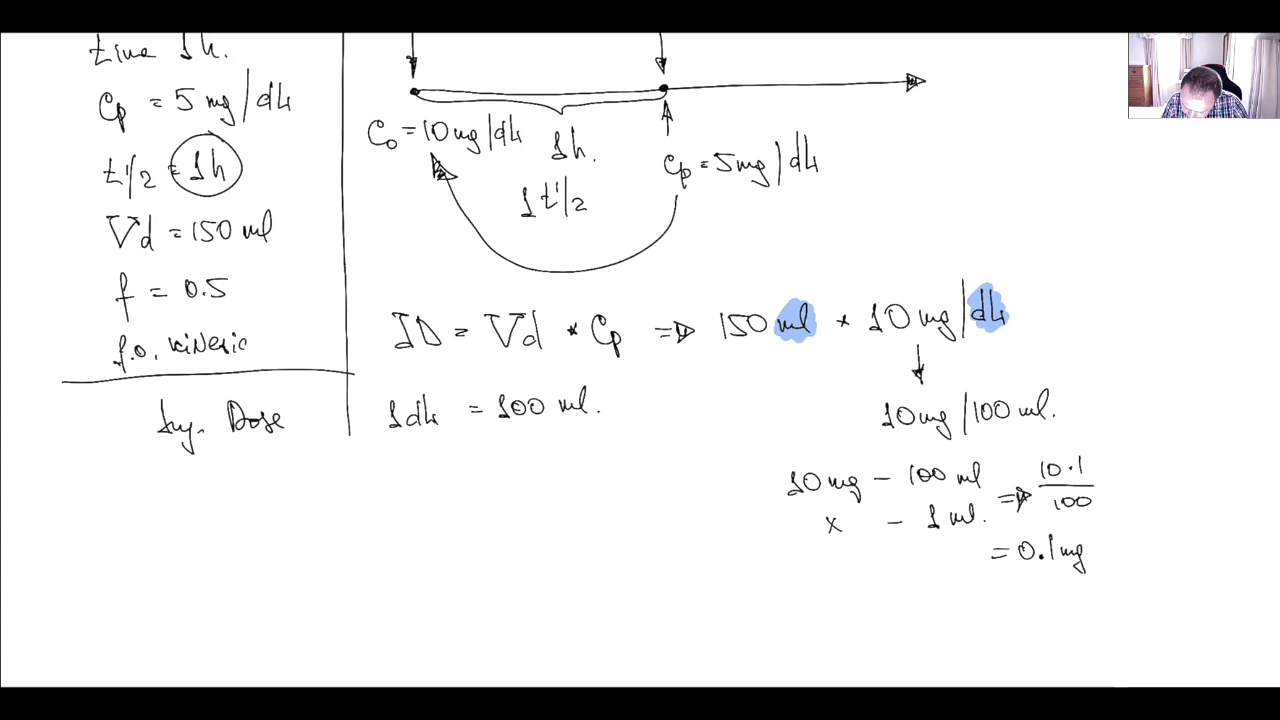 time 1h.
Cp = 5 mg/dL
t1/2 = 1h
Vd = 150 ml
f = 0.5
f.o. kinetic
Dose
C0 = 10 mg/dL
1h.
1 t1/2
Cp = 5mg/dL
ID = Vd * Cp => 150 ml * 10 mg/dL
1dL = 100 ml.
10mg/100 ml.
10mg – 100 ml => 10.1/100
x – 1 ml.
= 0.1mg